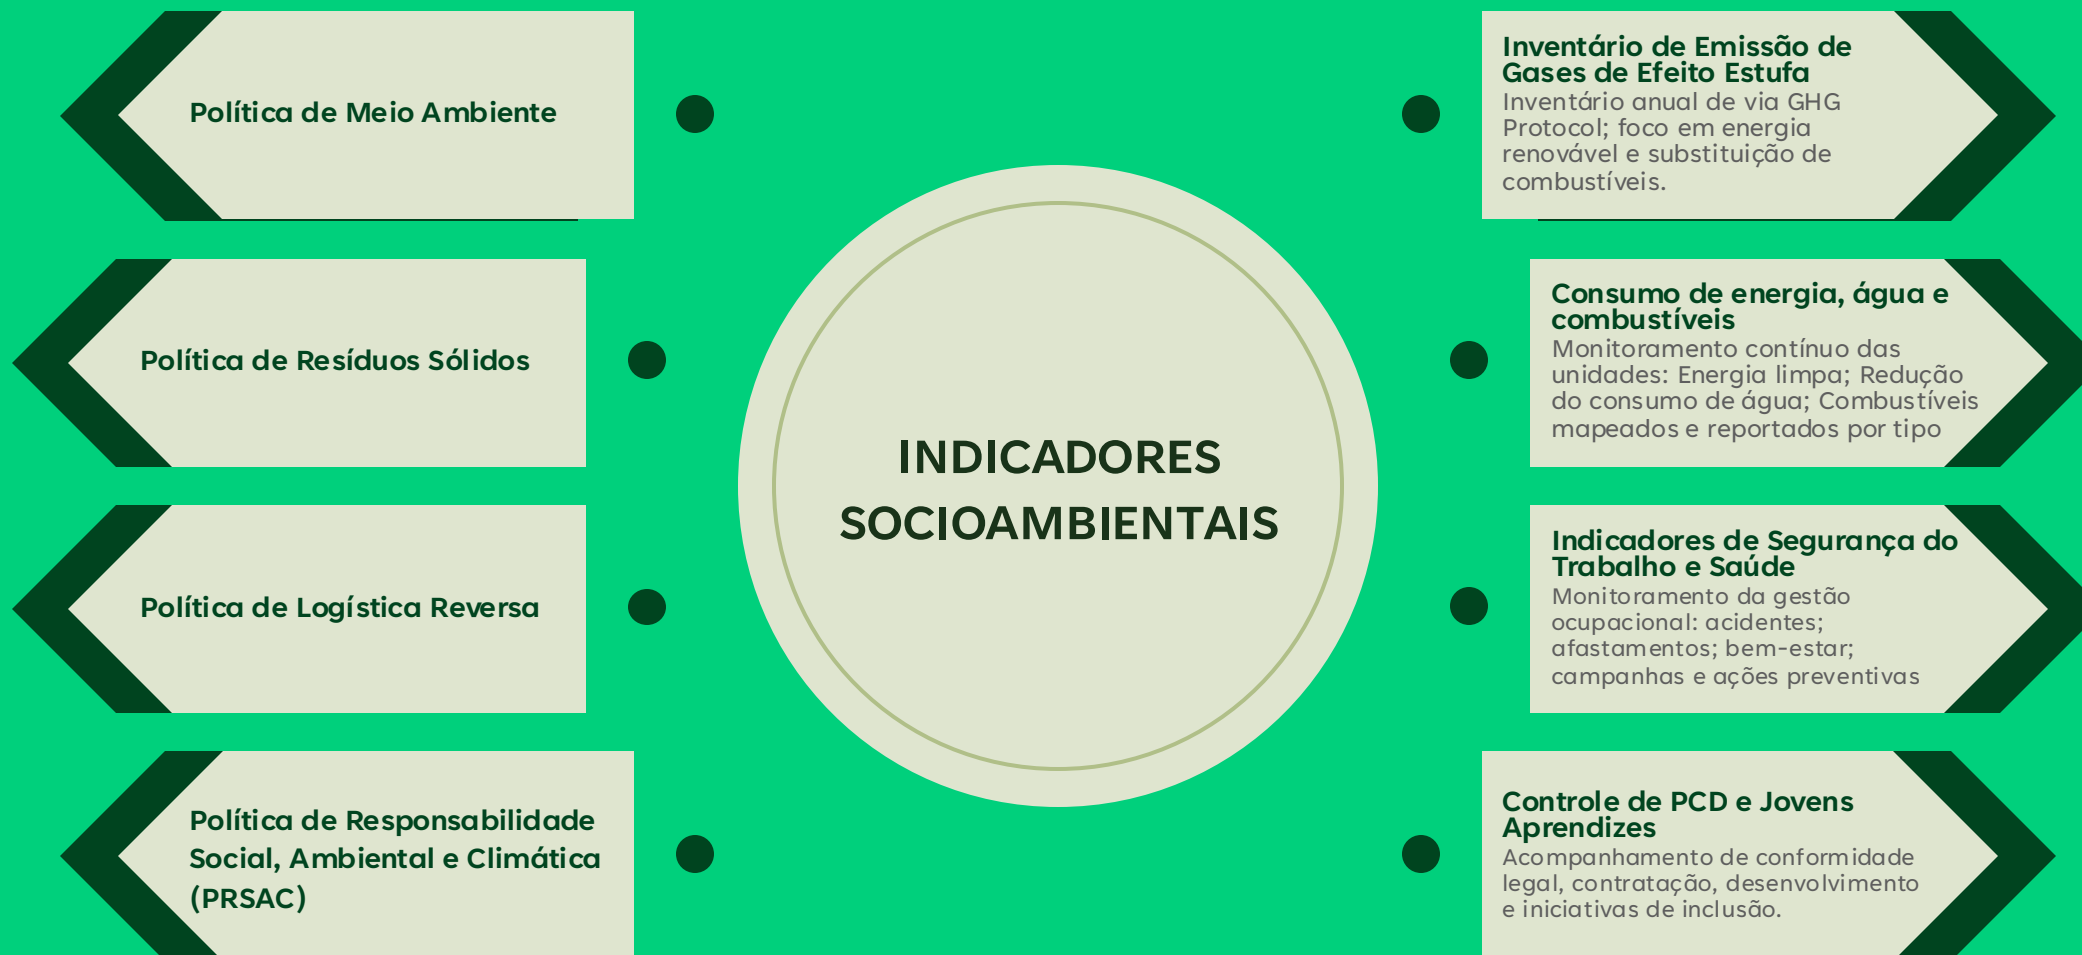 Política de Meio Ambiente
Política de Resíduos Sólidos
Política de Logística Reversa
Política de Responsabilidade
Social, Ambiental e Climática
(PRSAC)
INDICADORES
SOCIOAMBIENTAIS
Inventário de Emissão de
Gases de Efeito Estufa
Inventário anual de via GHG
Protocol; foco em energia
renovável e substituição de
combustíveis.
Consumo de energia, água e
combustíveis
Monitoramento contínuo das
unidades: Energia limpa; Redução
do consumo de água; Combustíveis
mapeados e reportados por tipo
Indicadores de Segurança do
Trabalho e Saúde
Monitoramento da gestão
ocupacional: acidentes;
afastamentos; bem-estar;
campanhas e ações preventivas
Controle de PCD e Jovens
Aprendizes
Acompanhamento de conformidade
legal, contratação, desenvolvimento
e iniciativas de inclusão.